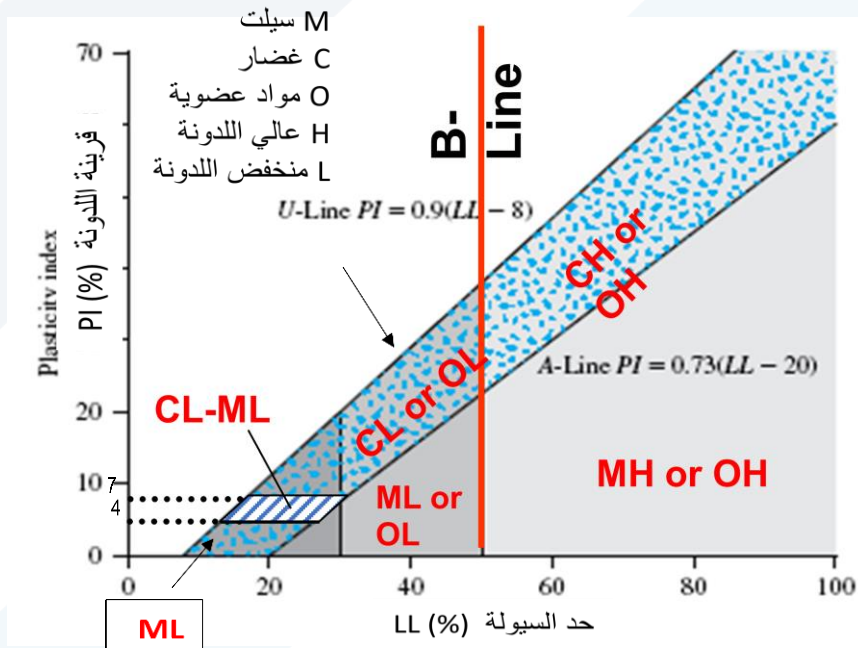 M سيلت
C غضار
O مواد عضوية
H عالي اللدونة
L منخفض اللدونة
B-
Line
U-Line PI = 0.9(LL − 8)
CH or
OH
A-Line PI = 0.73(LL − 20)
CL or OL
CL-ML
ML or
OL
MH or OH
ML
Plasticity index
PI (%) قرينة اللدونة
70
20
10
7
4
0
0
20
40
60
80
100
LL (%) حد السيولة